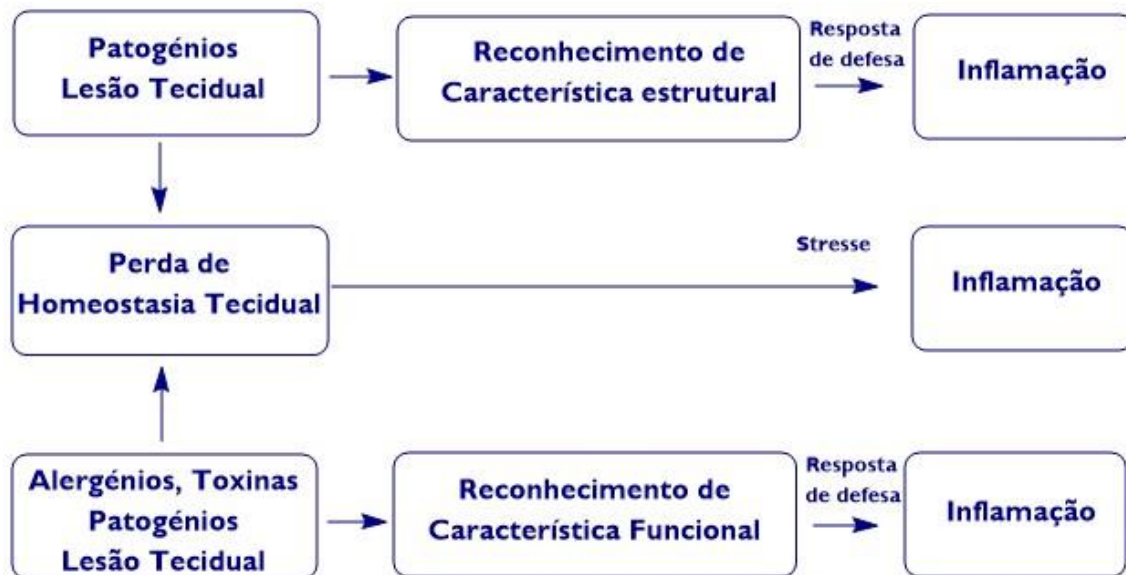 Patogénios
Lesão Tecidual
Reconhecimento de
Característica estrutural
Resposta
de defesa
Inflamação
Perda de
Homeostasia Tecidual
Stresse
Inflamação
Alergénios, Toxinas
Patogénios
Lesão Tecidual
Reconhecimento de
Característica Funcional
Resposta
de defesa
Inflamação